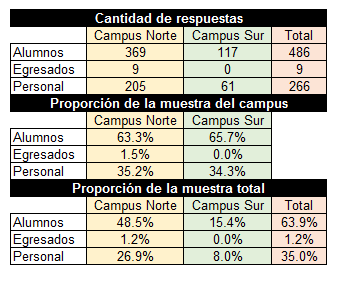 Cantidad de respuestas
Campus Norte Campus Sur Total
Alumnos 369 117 486
Egresados 9 0 9
Personal 205 61 266
Proporción de la muestra del campus
Campus Norte Campus Sur
Alumnos 63.3% 65.7%
Egresados 1.5% 0.0%
Personal 35.2% 34.3%
Proporción de la muestra total
Campus Norte Campus Sur Total
Alumnos 48.5% 15.4% 63.9%
Egresados 1.2% 0.0% 1.2%
Personal 26.9% 8.0% 35.0%